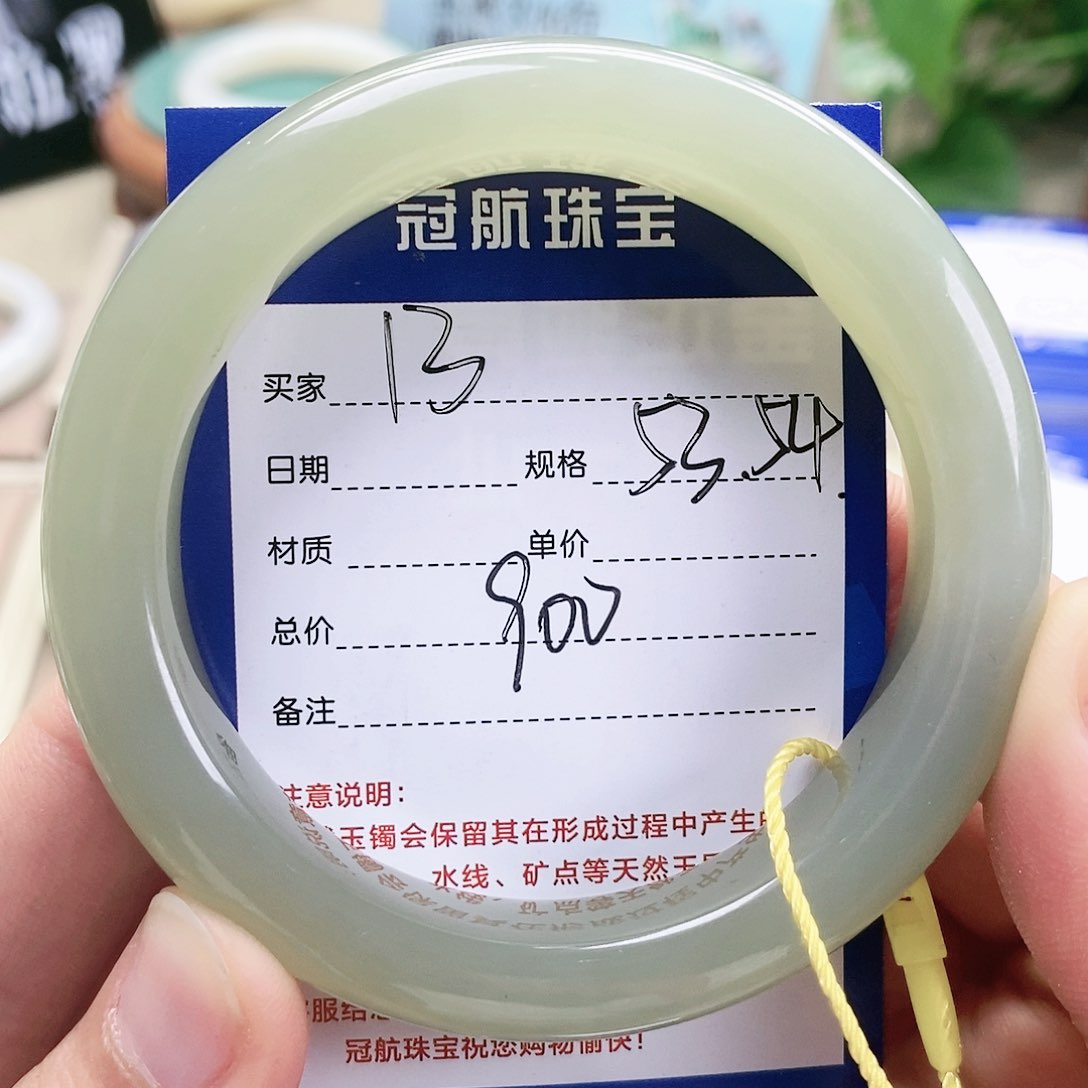 冠航珠宝
买家 13
日期 规格 53.54.
材质 单价
总价 900
备注
注意说明：
玉镯会保留其在形成过程中产生
水线、矿点等天然玉
服给
冠航珠宝祝您购物愉快！